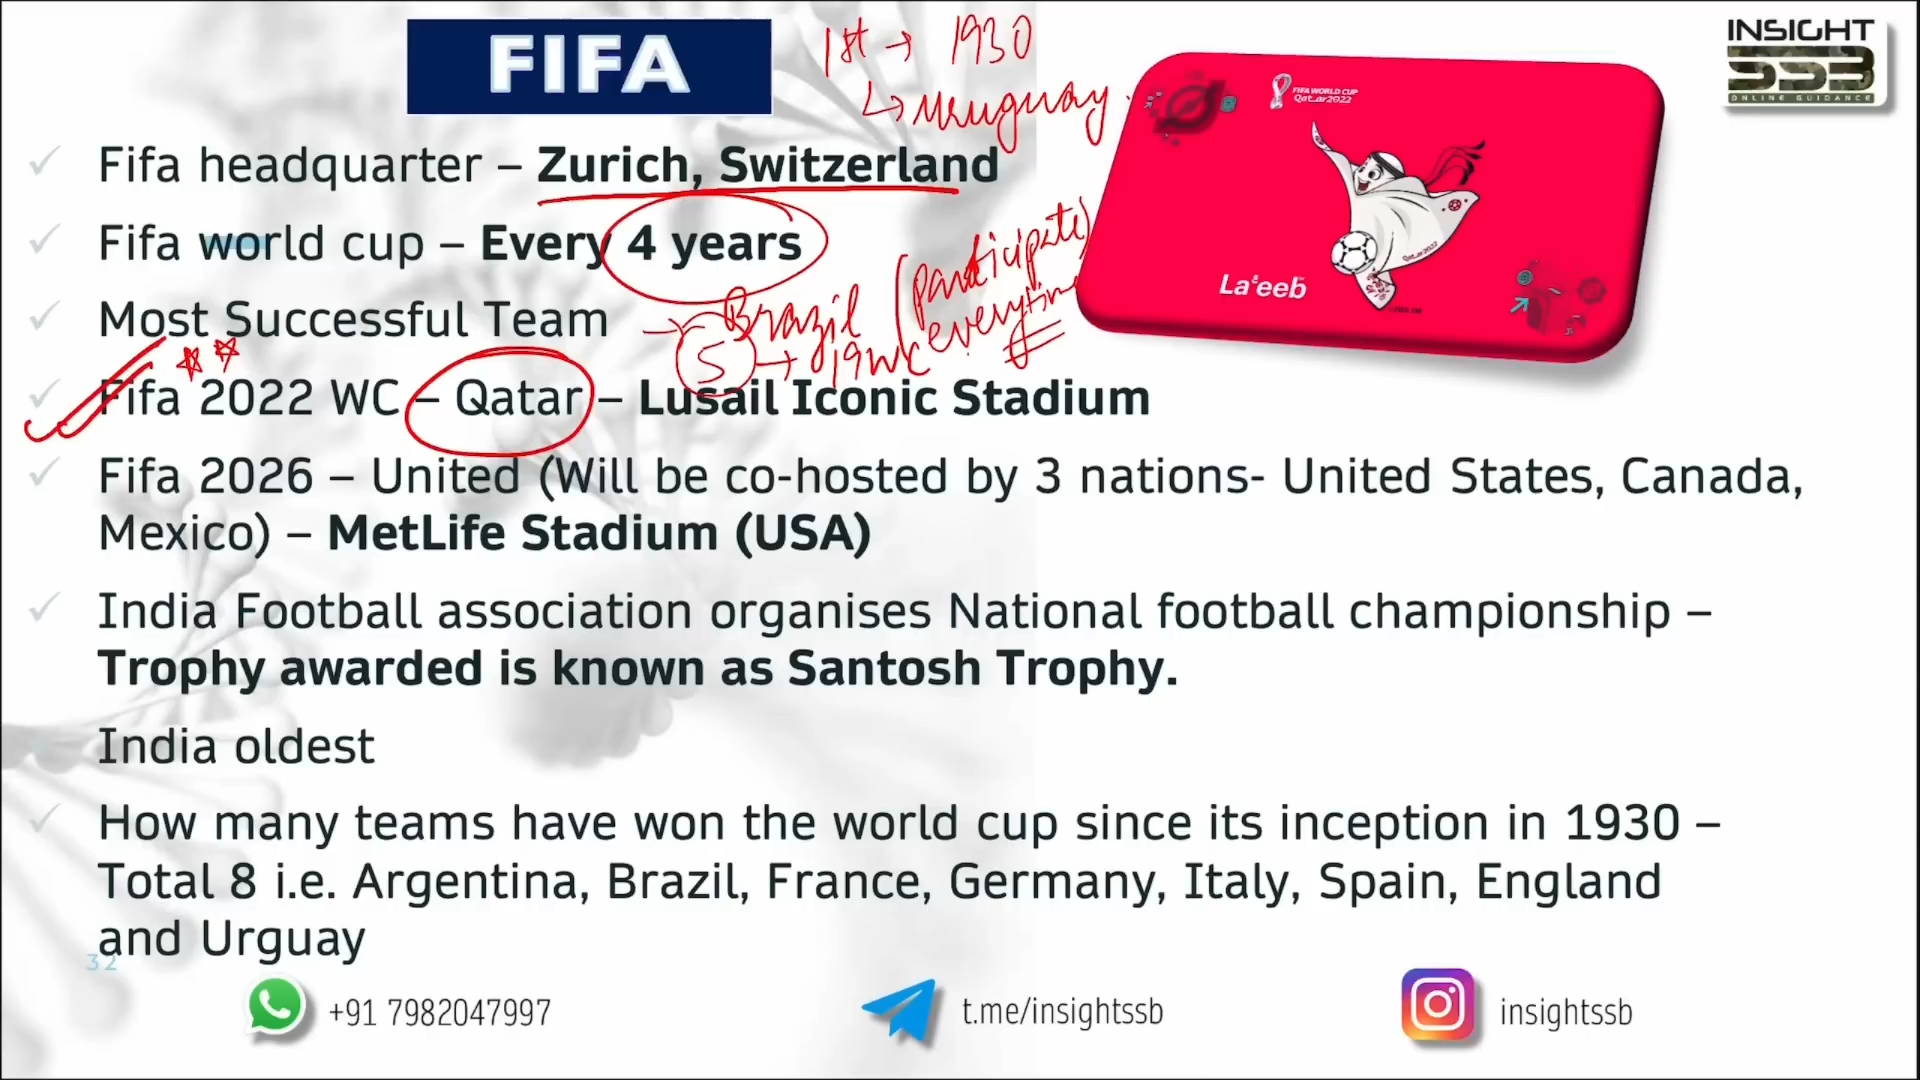 FIFA
1st → 1930
↳ Uruguay.
INSIGHT
SSB
ONLINE GUIDANCE
FIFA WORLD CUP
Qatar2022
La'eeb
Fifa headquarter – Zurich, Switzerland
Fifa world cup – Every 4 years
Most Successful Team → Brazil (participate)
everytime
5 → 19 WC
Fifa 2022 WC – Qatar – Lusail Iconic Stadium
Fifa 2026 – United (Will be co-hosted by 3 nations- United States, Canada,
Mexico) – MetLife Stadium (USA)
India Football association organises National football championship –
Trophy awarded is known as Santosh Trophy.
India oldest
How many teams have won the world cup since its inception in 1930 –
Total 8 i.e. Argentina, Brazil, France, Germany, Italy, Spain, England
and Urguay
32
+91 7982047997
t.me/insightssb
insightssb